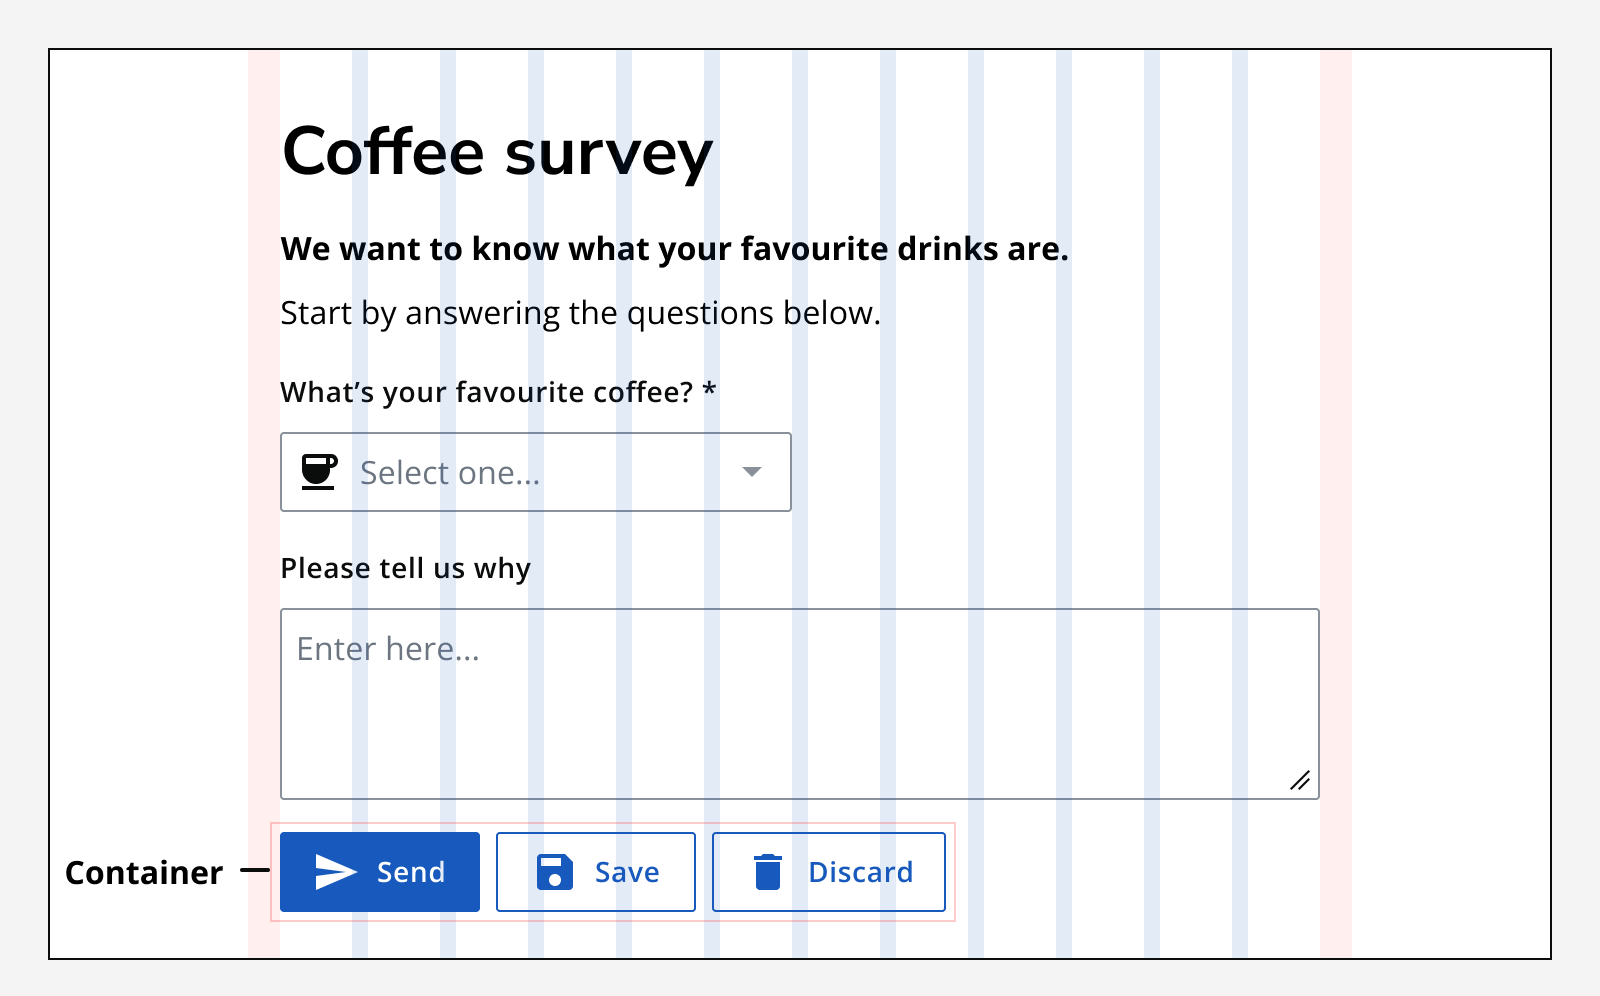 Coffee survey
We want to know what your favourite drinks are.
Start by answering the questions below.
What’s your favourite coffee? *
Select one...
Please tell us why
Enter here...
Container
Send
Save
Discard